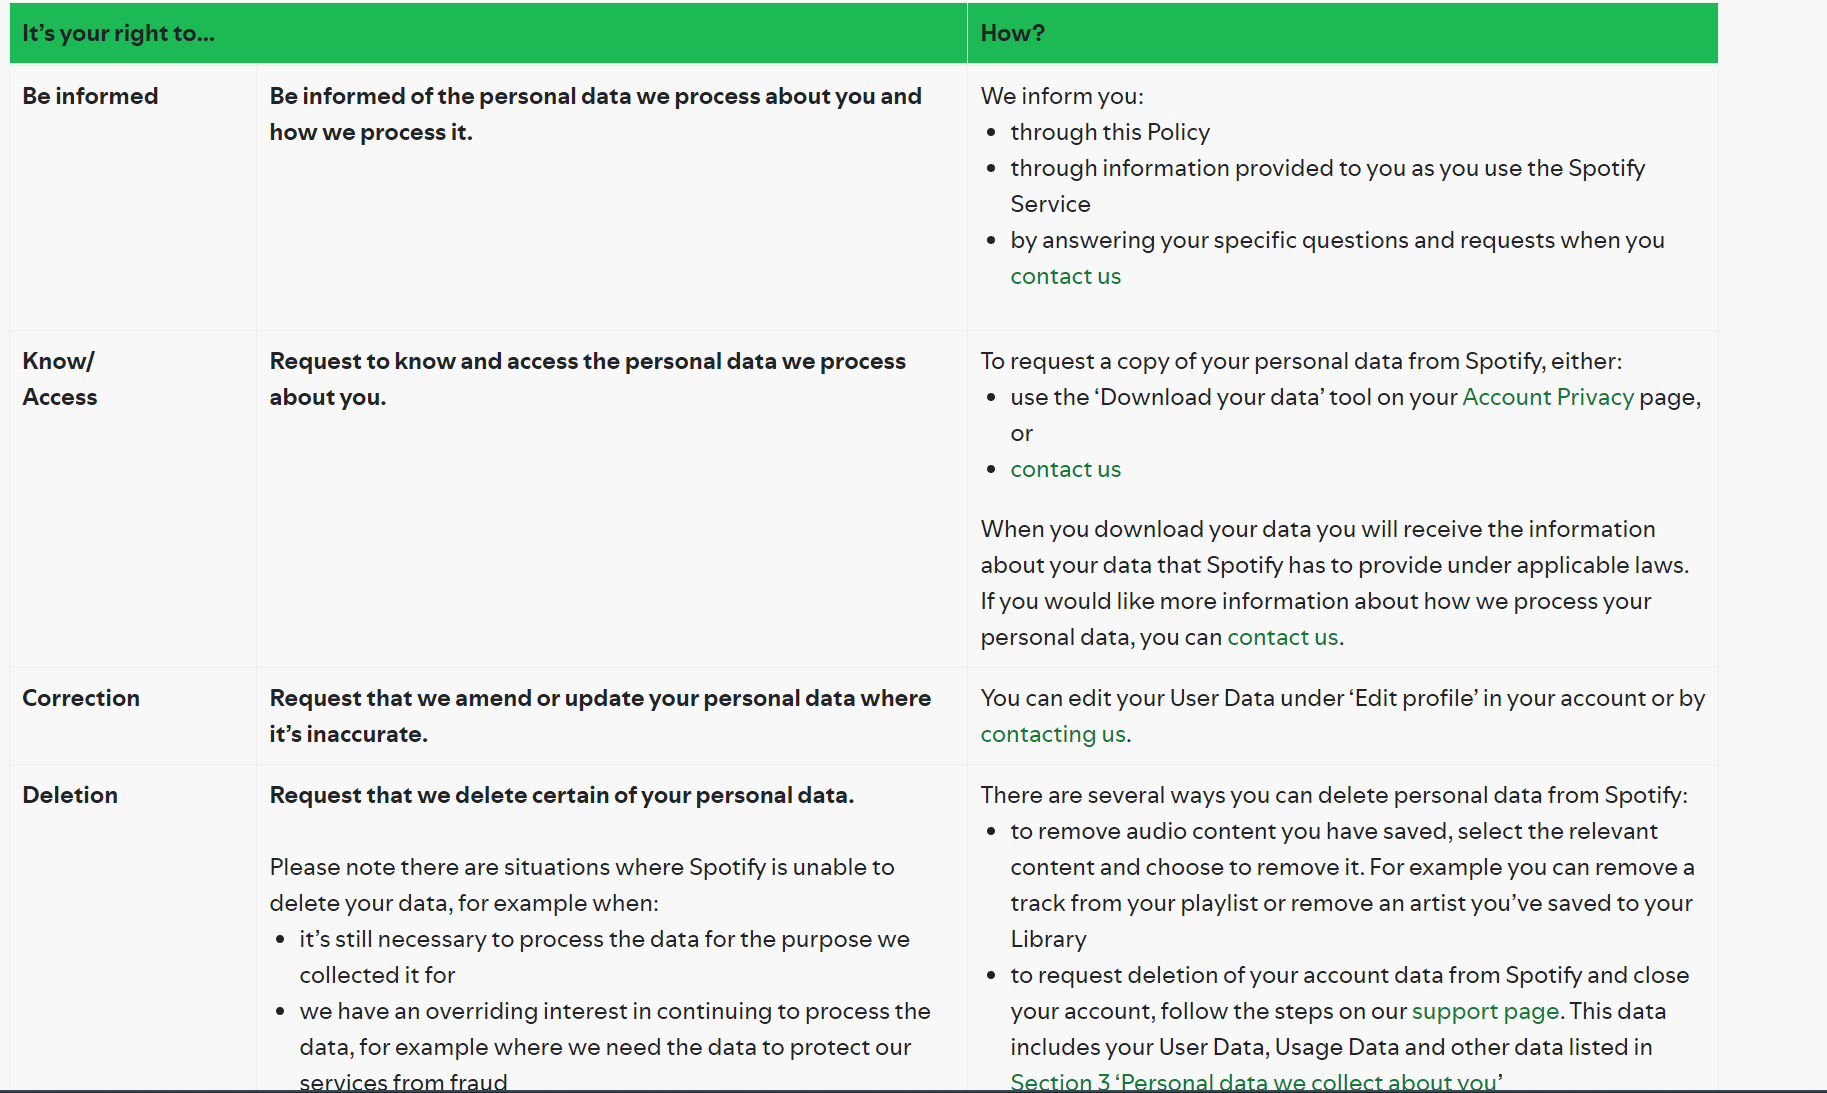 It’s your right to...
How?
Be informed
Be informed of the personal data we process about you and
how we process it.
We inform you:
• through this Policy
• through information provided to you as you use the Spotify
Service
• by answering your specific questions and requests when you
contact us
Know/
Access
Request to know and access the personal data we process
about you.
To request a copy of your personal data from Spotify, either:
• use the ‘Download your data’ tool on your Account Privacy page,
or
• contact us
When you download your data you will receive the information
about your data that Spotify has to provide under applicable laws.
If you would like more information about how we process your
personal data, you can contact us.
Correction
Request that we amend or update your personal data where
it’s inaccurate.
You can edit your User Data under ‘Edit profile’ in your account or by
contacting us.
Deletion
Request that we delete certain of your personal data.
Please note there are situations where Spotify is unable to
delete your data, for example when:
• it’s still necessary to process the data for the purpose we
collected it for
• we have an overriding interest in continuing to process the
data, for example where we need the data to protect our
services from fraud
There are several ways you can delete personal data from Spotify:
• to remove audio content you have saved, select the relevant
content and choose to remove it. For example you can remove a
track from your playlist or remove an artist you’ve saved to your
Library
• to request deletion of your account data from Spotify and close
your account, follow the steps on our support page. This data
includes your User Data, Usage Data and other data listed in
Section 3 ‘Personal data we collect about you’